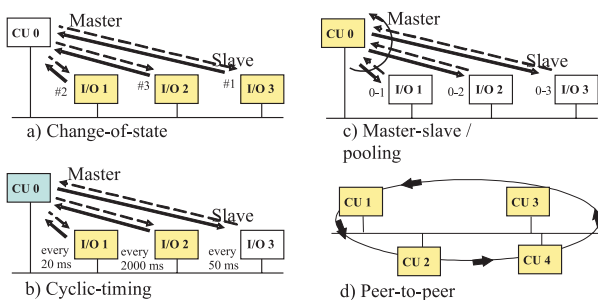 Master
CU 0
Slave
#2
I/O 1
#3
I/O 2
#1
I/O 3
a) Change-of-state
Master
CU 0
Slave
0-1
I/O 1
0-2
I/O 2
0-3
I/O 3
c) Master-slave /
pooling
Master
CU 0
Slave
every
20 ms
I/O 1
every
2000 ms
I/O 2
every
50 ms
I/O 3
b) Cyclic-timing
CU 1
CU 3
CU 2
CU 4
d) Peer-to-peer